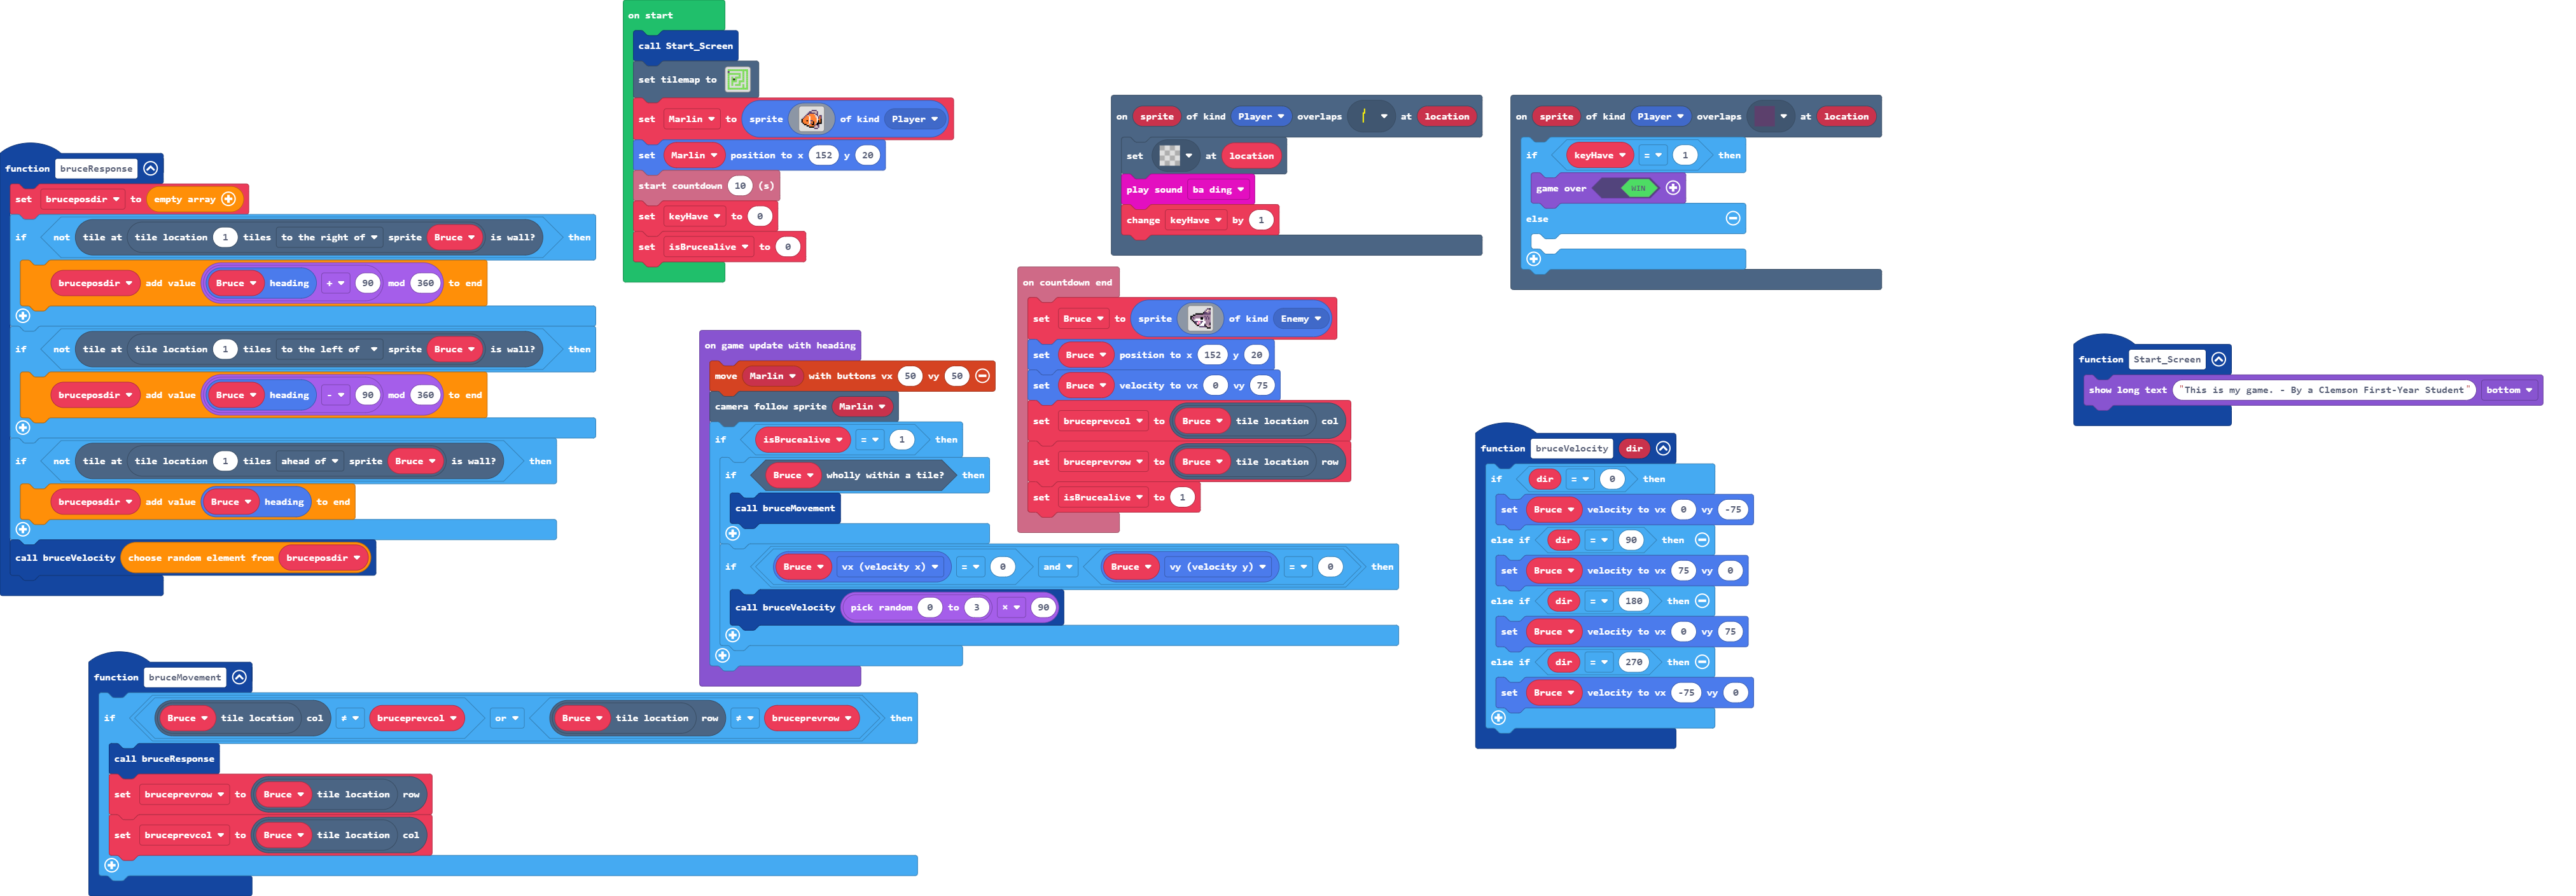 function bruceResponse
set bruceposdir to empty array
if not tile at tile location 1 tiles to the right of sprite Bruce is wall? then
bruceposdir add value Bruce heading + 90 mod 360 to end
if not tile at tile location 1 tiles to the left of sprite Bruce is wall? then
bruceposdir add value Bruce heading - 90 mod 360 to end
if not tile at tile location 1 tiles ahead of sprite Bruce is wall? then
bruceposdir add value Bruce heading to end
call bruceVelocity choose random element from bruceposdir
function bruceMovement
if Bruce tile location col ≠ bruceprevcol or Bruce tile location row ≠ bruceprevrow then
call bruceResponse
set bruceprevrow to Bruce tile location row
set bruceprevcol to Bruce tile location col
on start
call Start_Screen
set tilemap to
set Marlin to sprite of kind Player
set Marlin position to x 152 y 20
start countdown 10 (s)
set keyHave to 0
set isBrucealive to 0
on game update with heading
move Marlin with buttons vx 50 vy 50
camera follow sprite Marlin
if isBrucealive = 1 then
if Bruce wholly within a tile? then
call bruceMovement
if Bruce vx (velocity x) = 0 and Bruce vy (velocity y) = 0 then
call bruceVelocity pick random 0 to 3 × 90
on countdown end
set Bruce to sprite of kind Enemy
set Bruce position to x 152 y 20
set Bruce velocity to vx 0 vy 75
set bruceprevcol to Bruce tile location col
set bruceprevrow to Bruce tile location row
set isBrucealive to 1
on sprite of kind Player overlaps at location
set at location
play sound ba ding
change keyHave by 1
on sprite of kind Player overlaps at location
if keyHave = 1 then
game over WIN
else
function bruceVelocity dir
if dir = 0 then
set Bruce velocity to vx 0 vy -75
else if dir = 90 then
set Bruce velocity to vx 75 vy 0
else if dir = 180 then
set Bruce velocity to vx 0 vy 75
else if dir = 270 then
set Bruce velocity to vx -75 vy 0
function Start_Screen
show long text "This is my game. - By a Clemson First-Year Student" bottom